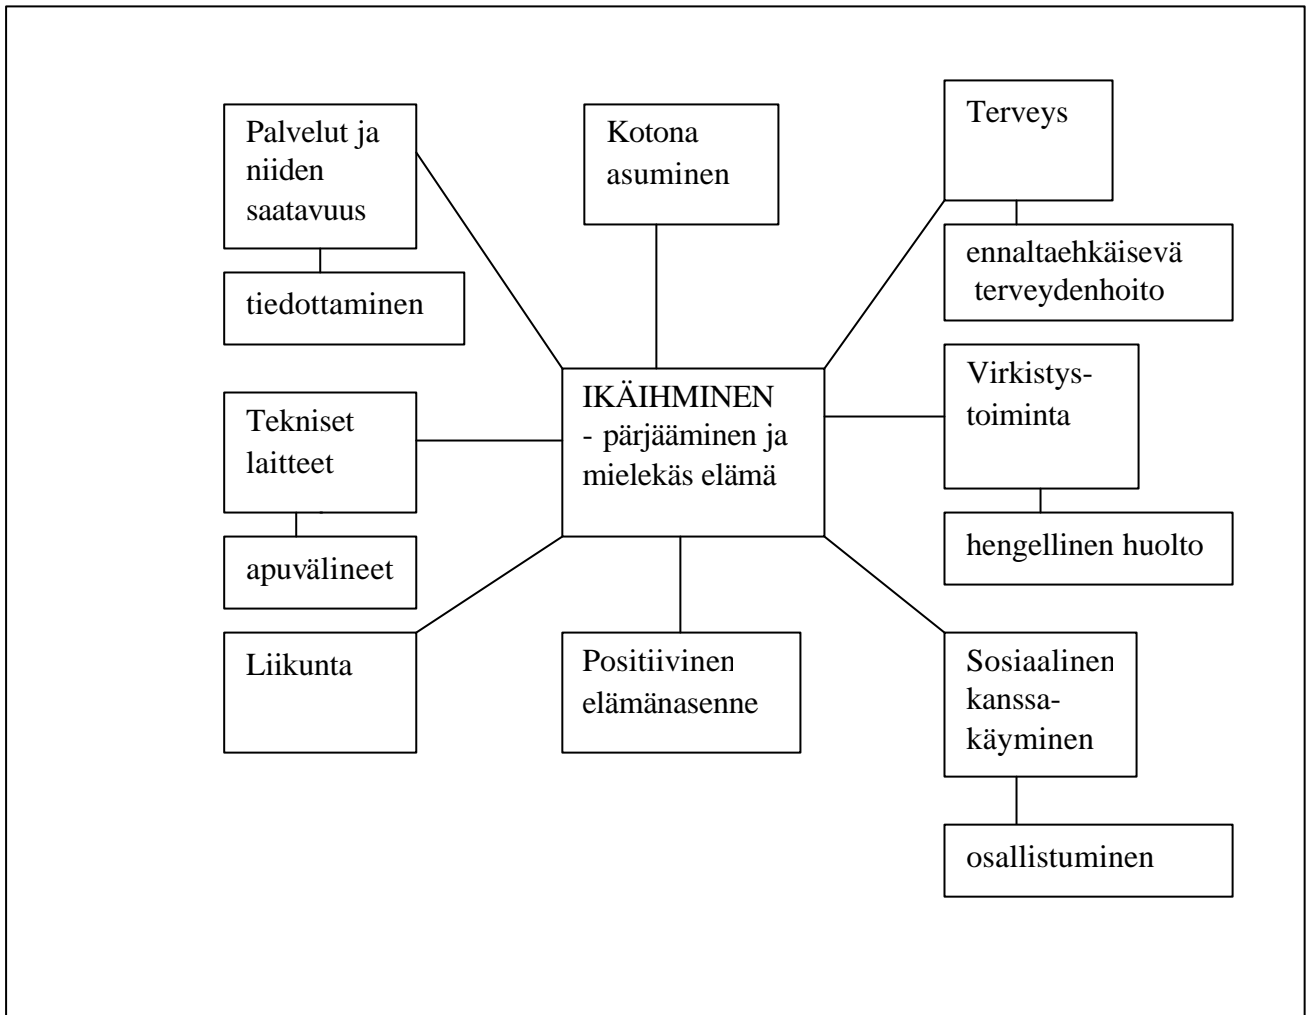 Palvelut ja
niiden
saatavuus
tiedottaminen
Kotona
asuminen
Terveys
ennaltaehkäisevä
terveydenhoito
Tekniset
laitteet
apuvälineet
IKÄIHMINEN
- pärjääminen ja
mielekäs elämä
Virkistys-
toiminta
hengellinen huolto
Liikunta
Positiivinen
elämänasenne
Sosiaalinen
kanssa-
käyminen
osallistuminen